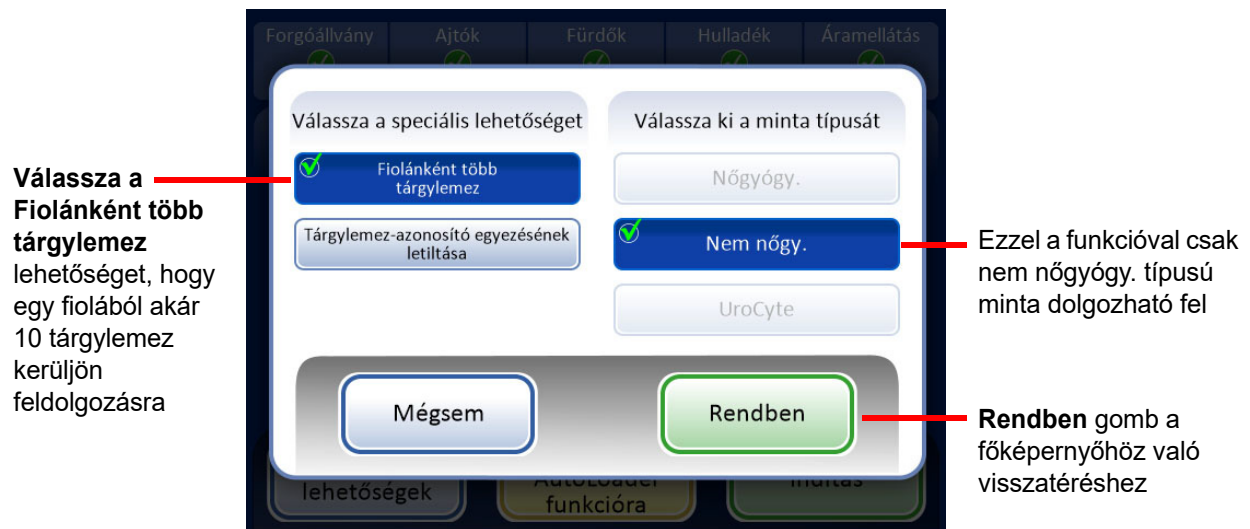 Forgóállvány Ajtók Fürdők Hulladék Áramellátás
Válassza a speciális lehetőséget
Válassza ki a minta típusát
Fiolánként több
tárgylemez
Tárgylemez-azonosító egyezésének
letiltása
Nőgyógy.
Nem nőgy.
UroCyte
Mégsem
Rendben
lehetőségek
AutoLoader
funkcióra
Indítás
Válassza a
Fiolánként több
tárgylemez
lehetőséget, hogy
egy fiolából akár
10 tárgylemez
kerüljön
feldolgozásra
Ezzel a funkcióval csak
nem nőgyógy. típusú
minta dolgozható fel
Rendben gomb a
főképernyőhöz való
visszatéréshez